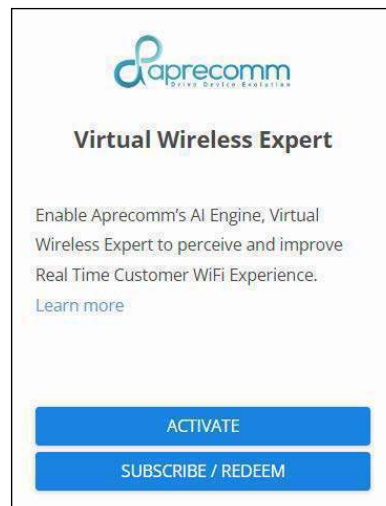 aprecomm
Drive Device Evolution
Virtual Wireless Expert
Enable Aprecomm's AI Engine, Virtual
Wireless Expert to perceive and improve
Real Time Customer WiFi Experience.
Learn more
ACTIVATE
SUBSCRIBE / REDEEM